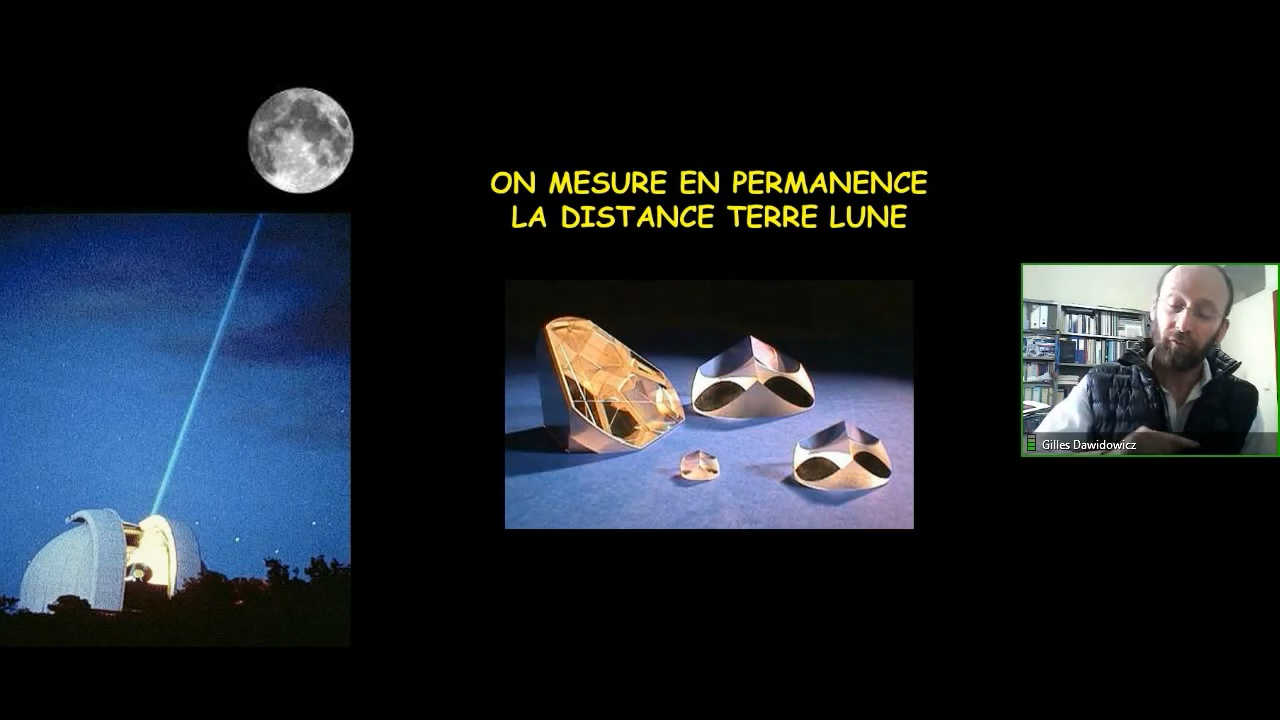 ON MESURE EN PERMANENCE
LA DISTANCE TERRE LUNE
Gilles Dawidowicz